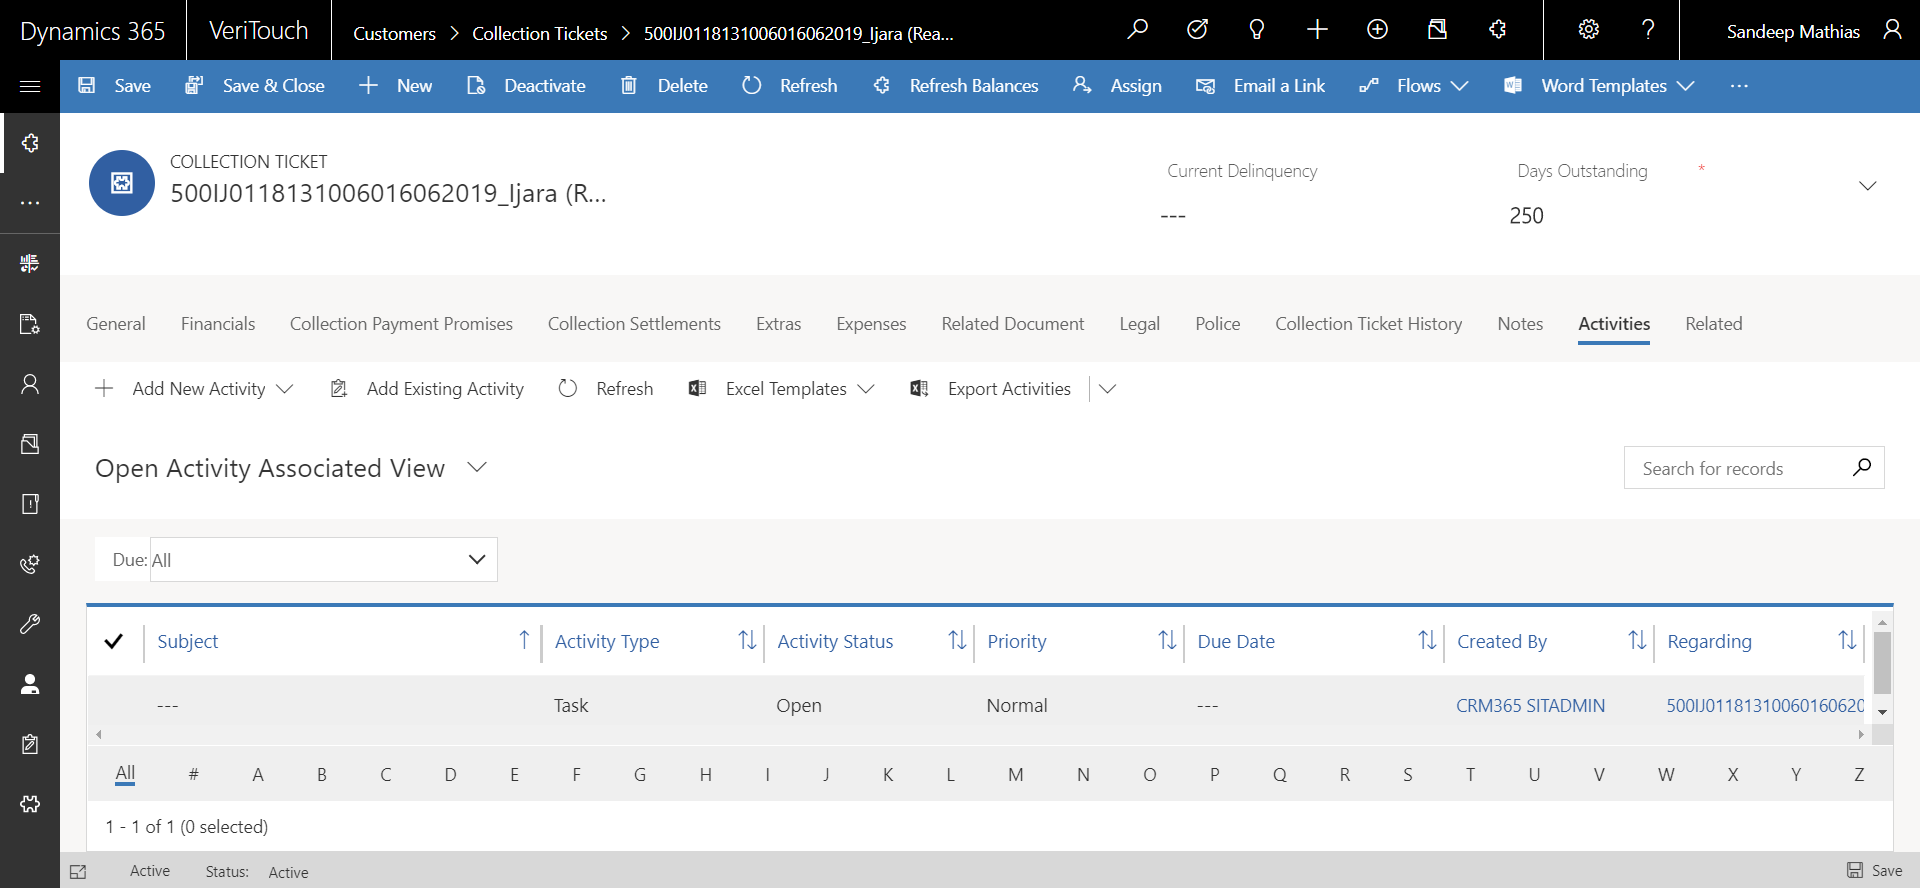 Dynamics 365 VeriTouch Customers > Collection Tickets > 500IJ0118131006016062019_Ijara (Rea... ? Sandeep Mathias
Save Save & Close New Deactivate Delete Refresh Refresh Balances Assign Email a Link Flows Word Templates ...
COLLECTION TICKET
500IJ0118131006016062019_Ijara (R...
Current Delinquency
---
Days Outstanding *
250
General Financials Collection Payment Promises Collection Settlements Extras Expenses Related Document Legal Police Collection Ticket History Notes Activities Related
Add New Activity Add Existing Activity Refresh Excel Templates Export Activities
Open Activity Associated View
Search for records
Due: All
Subject Activity Type Activity Status Priority Due Date Created By Regarding
--- Task Open Normal --- CRM365 SITADMIN 500IJ01181310060160620
All # A B C D E F G H I J K L M N O P Q R S T U V W X Y Z
1 - 1 of 1 (0 selected)
Active Status: Active Save